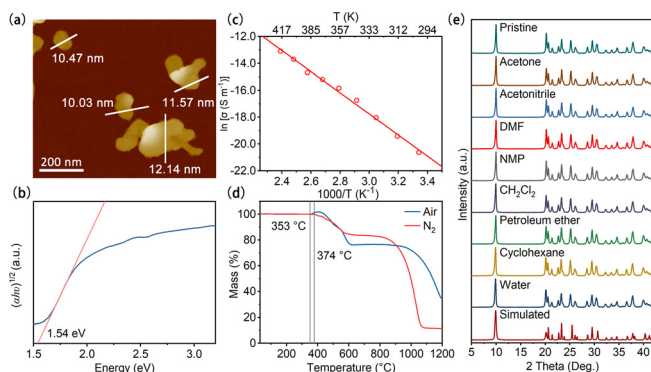 (a)
10.47 nm
10.03 nm
11.57 nm
12.14 nm
200 nm
(b)
(αhν)1/2 (a.u.)
1.54 eV
1.5 2.0 2.5 3.0
Energy (eV)
(c)
T (K)
417 385 357 333 312 294
ln [σ (S m⁻¹)]
-12.0
-14.0
-16.0
-18.0
-20.0
-22.0
2.4 2.6 2.8 3.0 3.2 3.4
1000/T (K⁻¹)
(d)
Air
N₂
353 °C
374 °C
Mass (%)
100
80
60
40
20
0
200 400 600 800 1000 1200
Temperature (°C)
(e)
Intensity (a.u.)
Pristine
Acetone
Acetonitrile
DMF
NMP
CH₂Cl₂
Petroleum ether
Cyclohexane
Water
Simulated
5 10 15 20 25 30 35 40
2 Theta (Deg.)